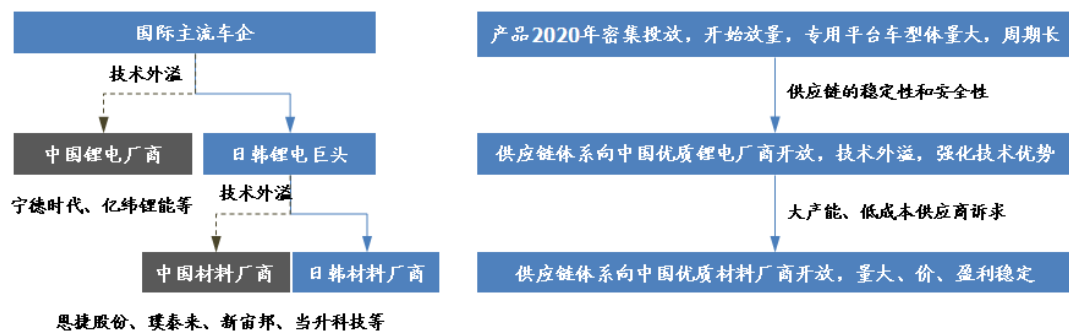 国际主流车企
技术外溢
中国锂电厂商
日韩锂电巨头
宁德时代、亿纬锂能等
技术外溢
中国材料厂商
日韩材料厂商
恩捷股份、璞泰来、新宙邦、当升科技等
产品2020年密集投放，开始放量，专用平台车型体量大，周期长
供应链的稳定性和安全性
供应链体系向中国优质锂电厂商开放，技术外溢，强化技术优势
大产能、低成本供应商诉求
供应链体系向中国优质材料厂商开放，量大、价、盈利稳定